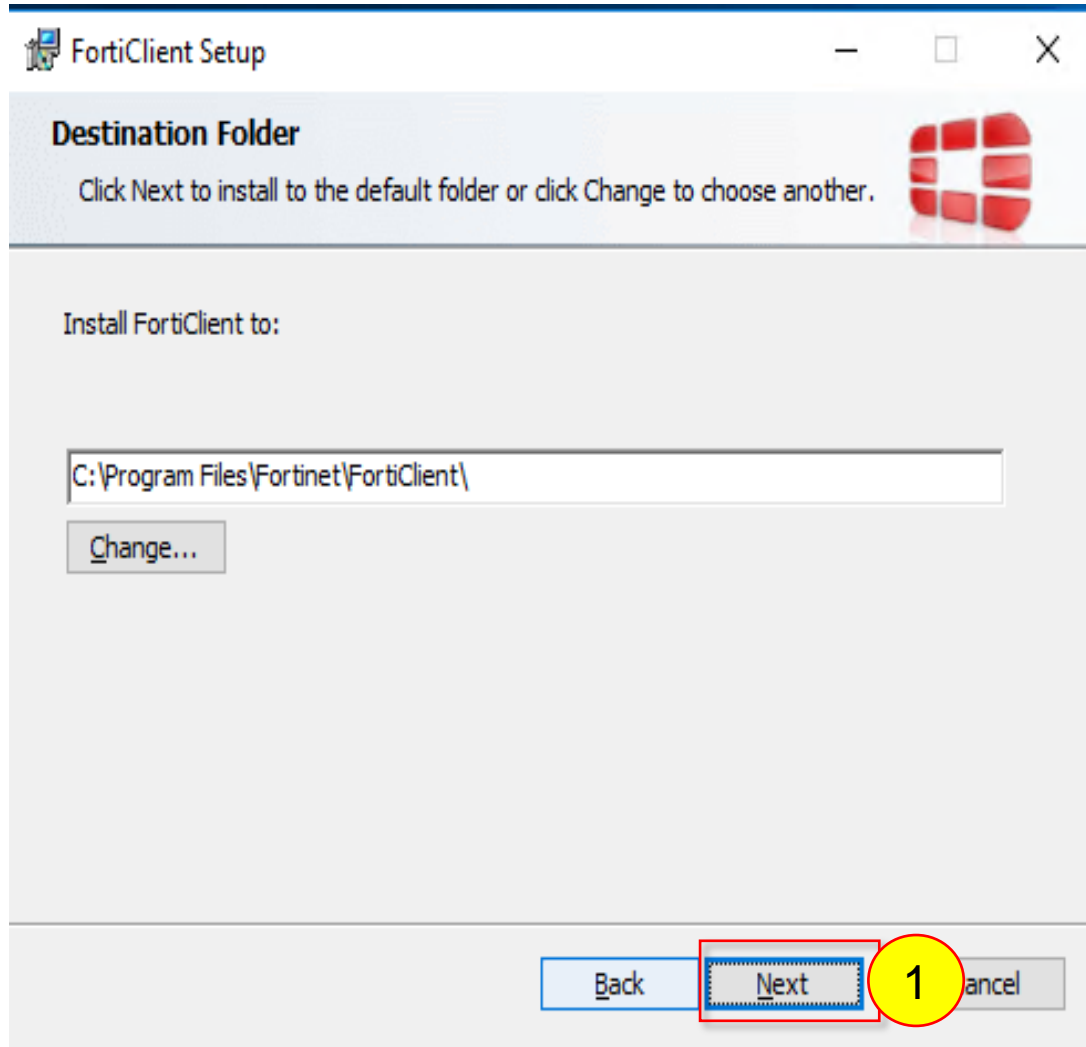 FortiClient Setup
Destination Folder
Click Next to install to the default folder or click Change to choose another.
Install FortiClient to:
C:\Program Files\Fortinet\FortiClient\
Change...
Back Next 1 ancel